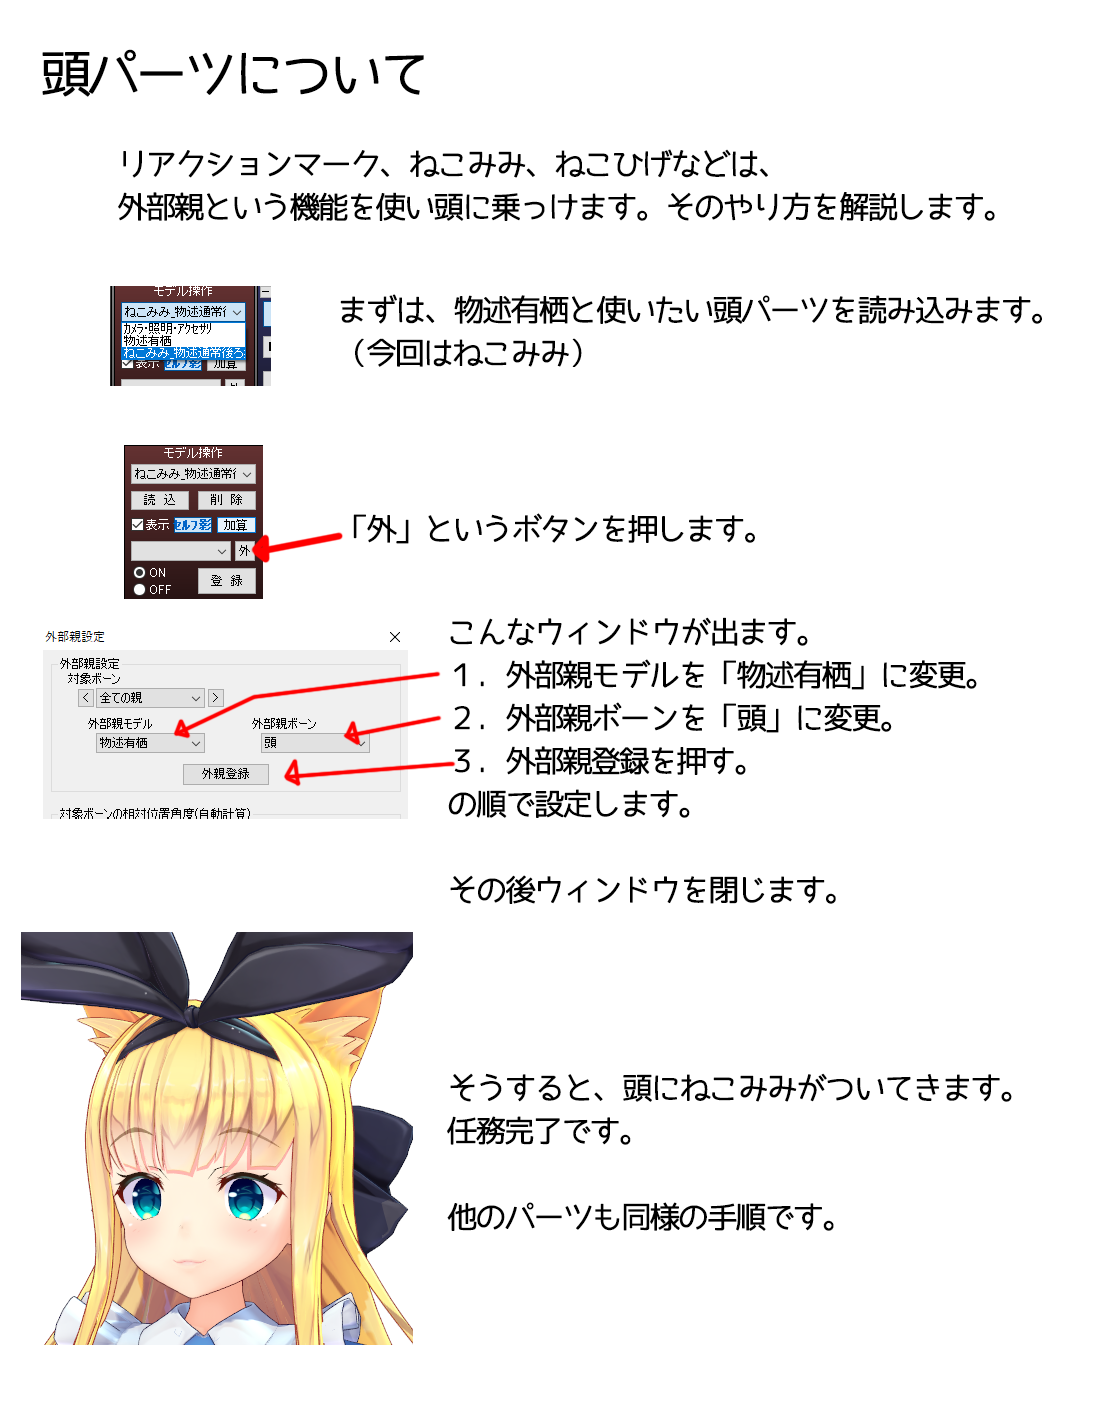 頭パーツについて
リアクションマーク、ねこみみ、ねこひげなどは、
外部親という機能を使い頭に乗っけます。そのやり方を解説します。
モデル操作
ねこみみ_物述通常(
カメラ・照明・アクセサリ
物述有栖
ねこみみ_物述通常後ろ
表示 セルフ影 加算
まずは、物述有栖と使いたい頭パーツを読み込みます。
（今回はねこみみ）
モデル操作
ねこみみ_物述通常(
読 込 削 除
表示 セルフ影 加算
外
ON
OFF
登 録
「外」というボタンを押します。
外部親設定
外部親設定
対象ボーン
< 全ての親 >
外部親モデル 外部親ボーン
物述有栖 頭
外親登録
対象ボーンの相対位置角度(自動計算)
こんなウィンドウが出ます。
１．外部親モデルを「物述有栖」に変更。
２．外部親ボーンを「頭」に変更。
３．外部親登録を押す。
の順で設定します。
その後ウィンドウを閉じます。
そうすると、頭にねこみみがついてきます。
任務完了です。
他のパーツも同様の手順です。